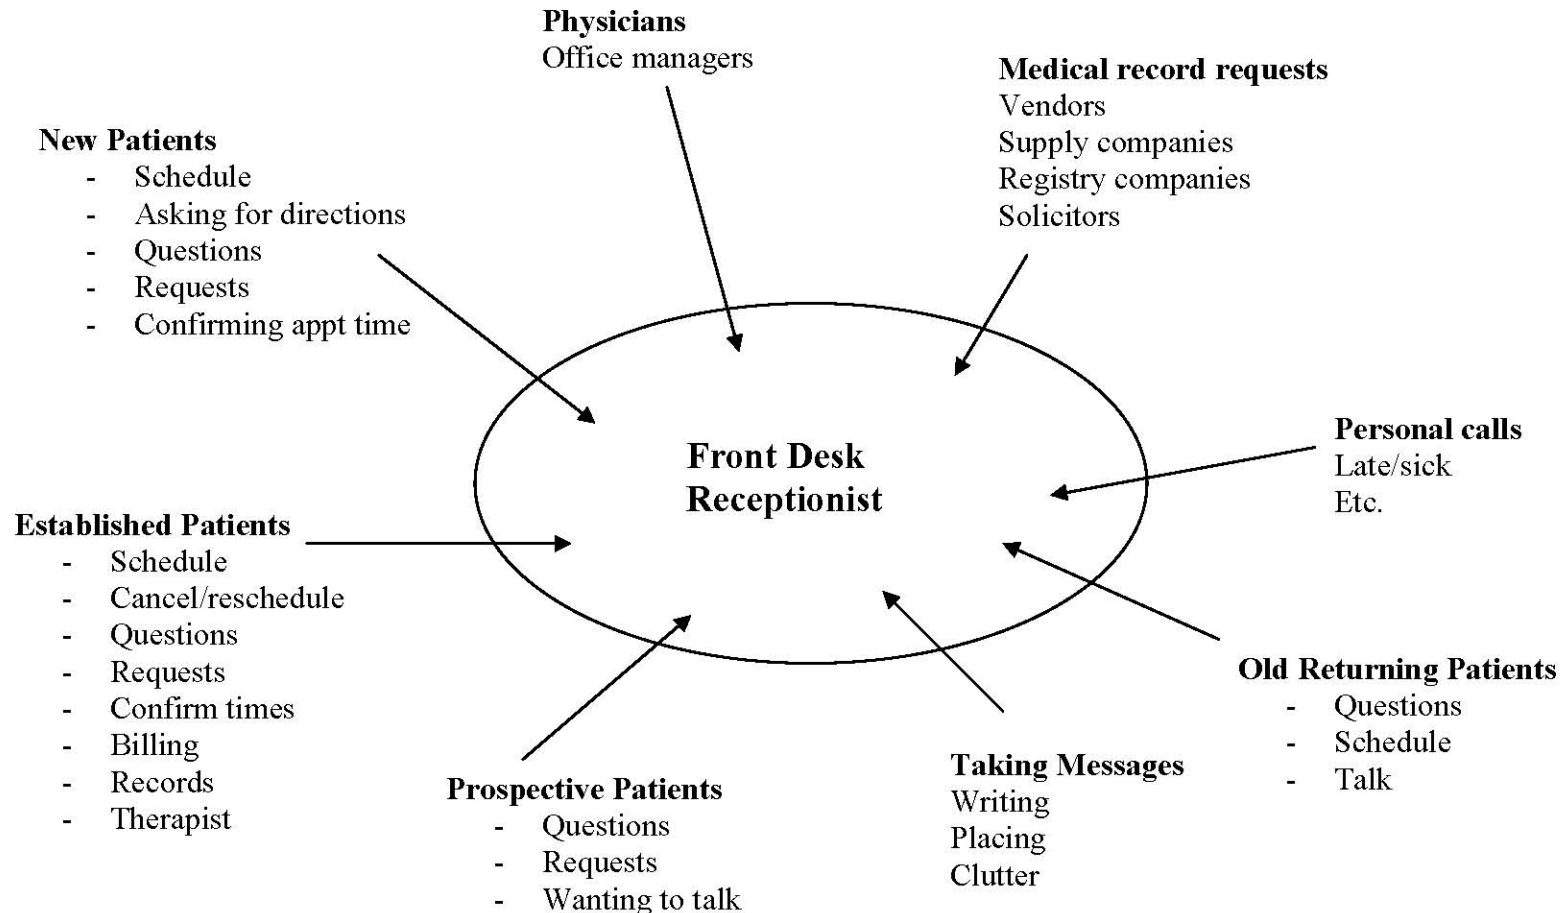 Physicians
Office managers
Medical record requests
Vendors
Supply companies
Registry companies
Solicitors
New Patients
- Schedule
- Asking for directions
- Questions
- Requests
- Confirming appt time
Front Desk
Receptionist
Personal calls
Late/sick
Etc.
Established Patients
- Schedule
- Cancel/reschedule
- Questions
- Requests
- Confirm times
- Billing
- Records
- Therapist
Prospective Patients
- Questions
- Requests
- Wanting to talk
Taking Messages
Writing
Placing
Clutter
Old Returning Patients
- Questions
- Schedule
- Talk